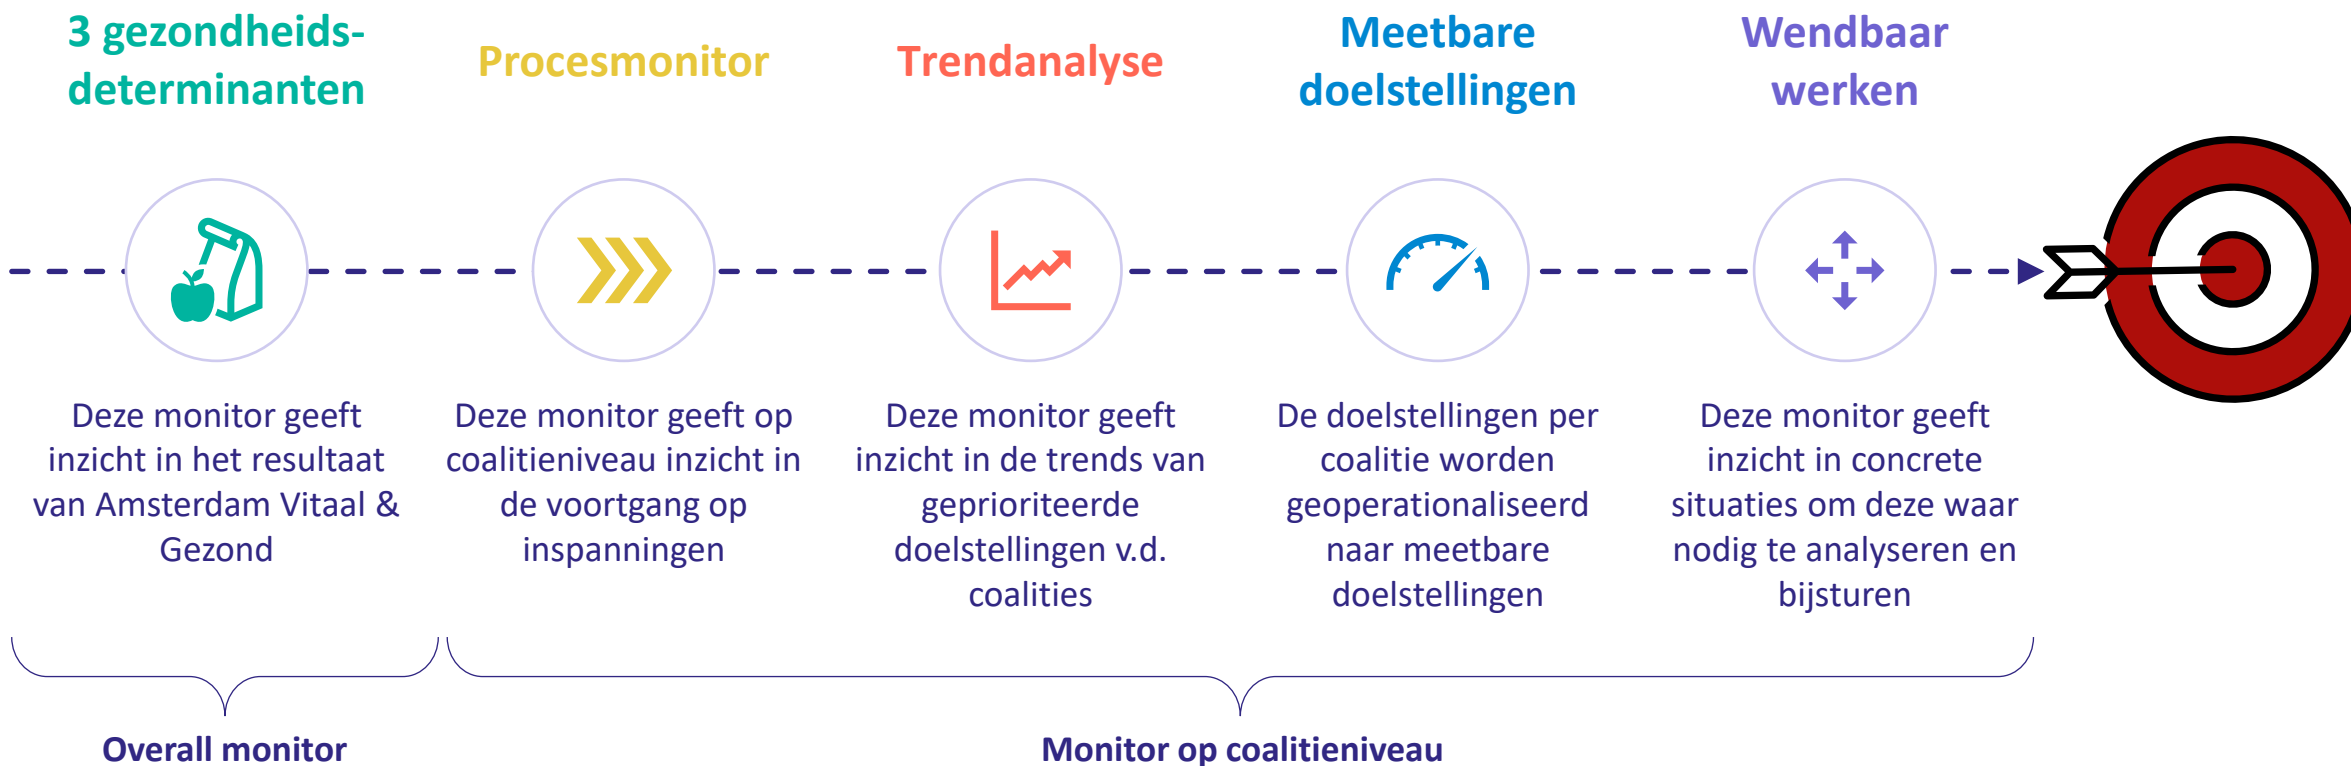 3 gezondheids-
determinanten
Procesmonitor
Trendanalyse
Meetbare
doelstellingen
Wendbaar
werken
Deze monitor geeft
inzicht in het resultaat
van Amsterdam Vitaal &
Gezond
Deze monitor geeft op
coalitieniveau inzicht in
de voortgang op
inspanningen
Deze monitor geeft
inzicht in de trends van
geprioriteerde
doelstellingen v.d.
coalities
De doelstellingen per
coalitie worden
geoperationaliseerd
naar meetbare
doelstellingen
Deze monitor geeft
inzicht in concrete
situaties om deze waar
nodig te analyseren en
bijsturen
Overall monitor
Monitor op coalitieniveau